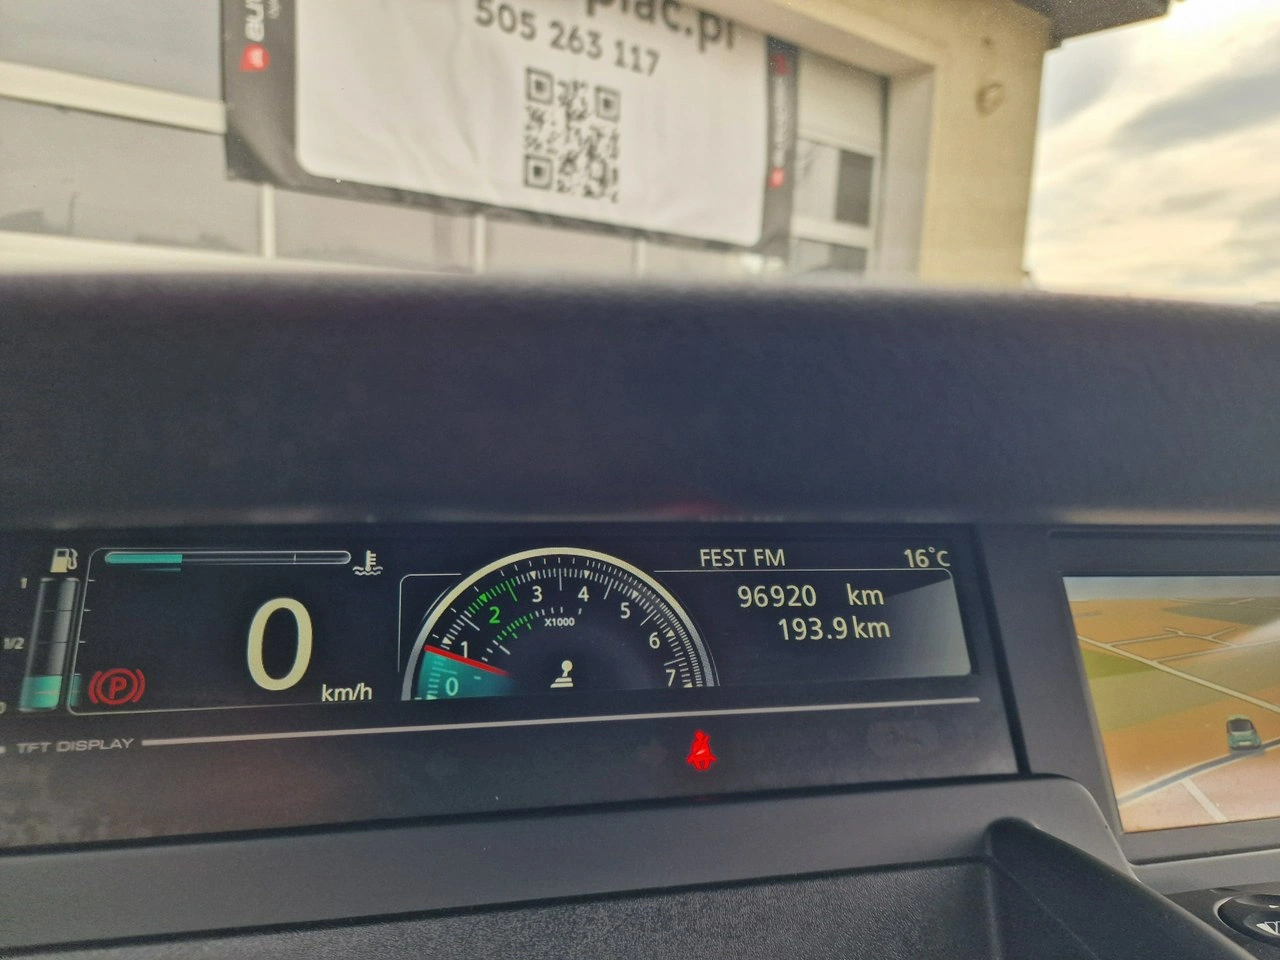 plac.pl
505 263 117
FEST FM 16°C
96920 km
193.9 km
1
1/2
0
0 km/h
0 1 2 3 4 5 6 7
X1000
P
TFT DISPLAY